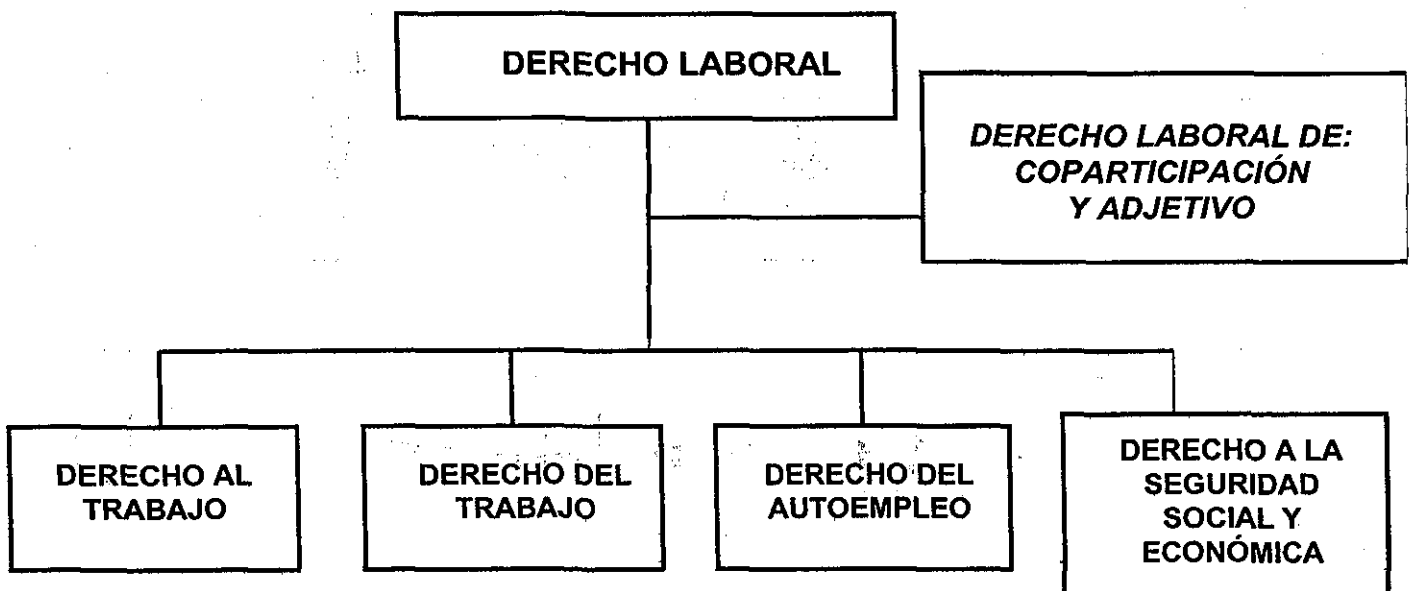 DERECHO LABORAL
DERECHO LABORAL DE:
COPARTICIPACIÓN
Y ADJETIVO
DERECHO AL
TRABAJO
DERECHO DEL
TRABAJO
DERECHO DEL
AUTOEMPLEO
DERECHO A LA
SEGURIDAD
SOCIAL Y
ECONÓMICA